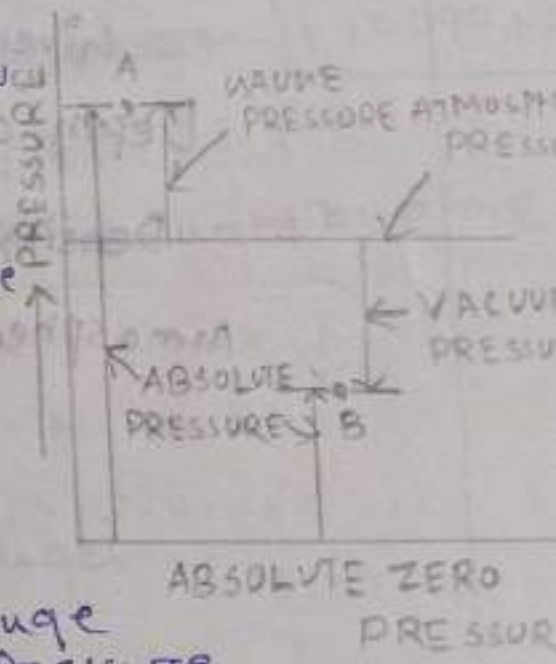 A
GAUGE
PRESSURE
ATMOSPH
PRESSU
PRESSURE
VACUU
PRESSU
ABSOLUTE
PRESSURE
B
ABSOLUTE ZERO
PRESSUR
uge